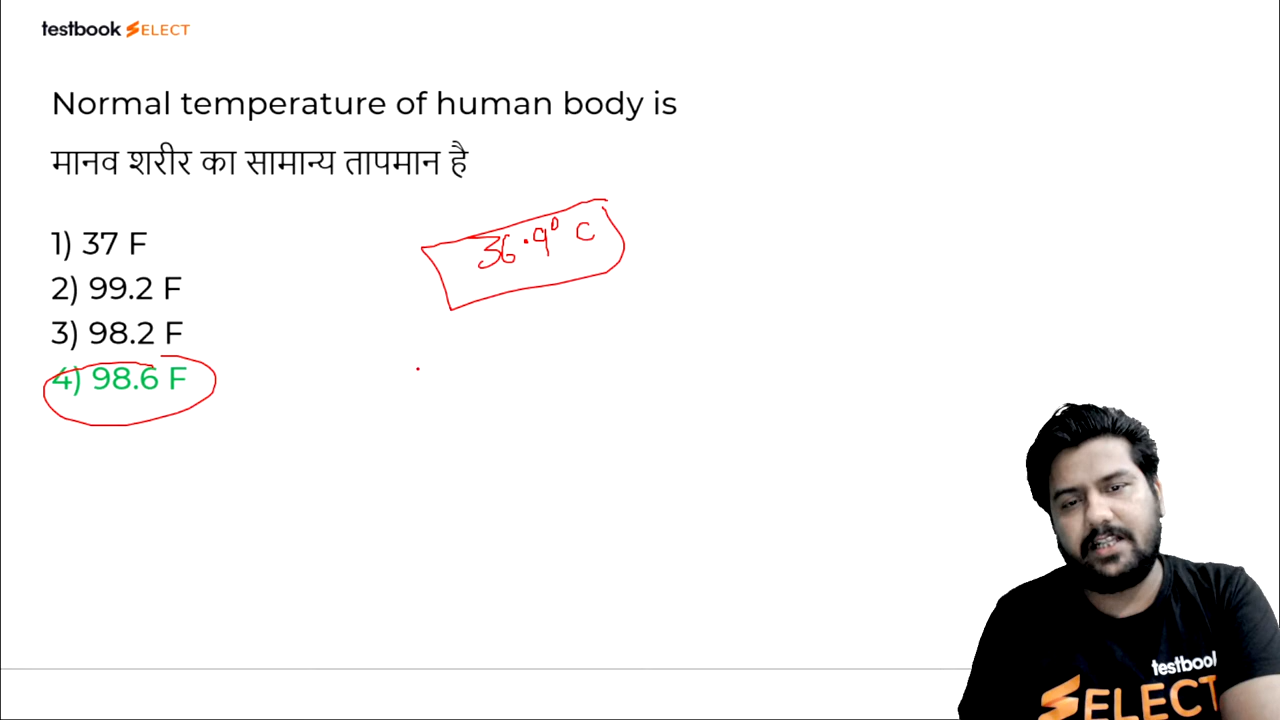 testbook SELECT
Normal temperature of human body is
मानव शरीर का सामान्य तापमान है
36.9° C
1) 37 F
2) 99.2 F
3) 98.2 F
4) 98.6 F
testbook
SELECT